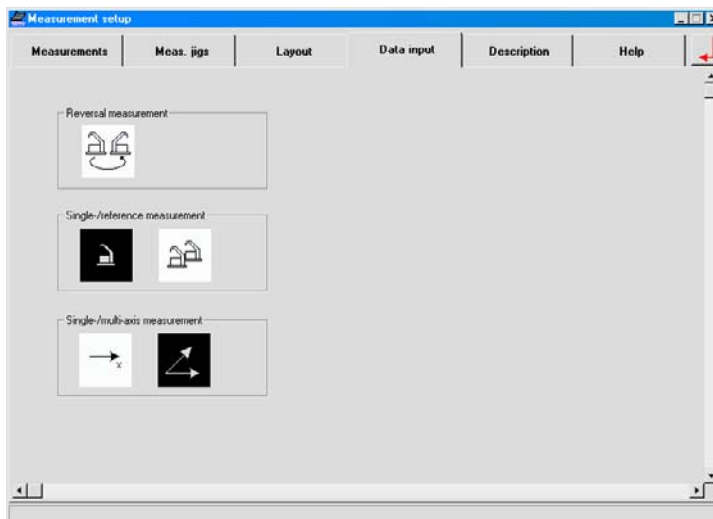 Measurement setup
Measurements Meas. jigs Layout Data input Description Help
Reversal measurement
Single-/reference measurement
Single-/multi-axis measurement
x